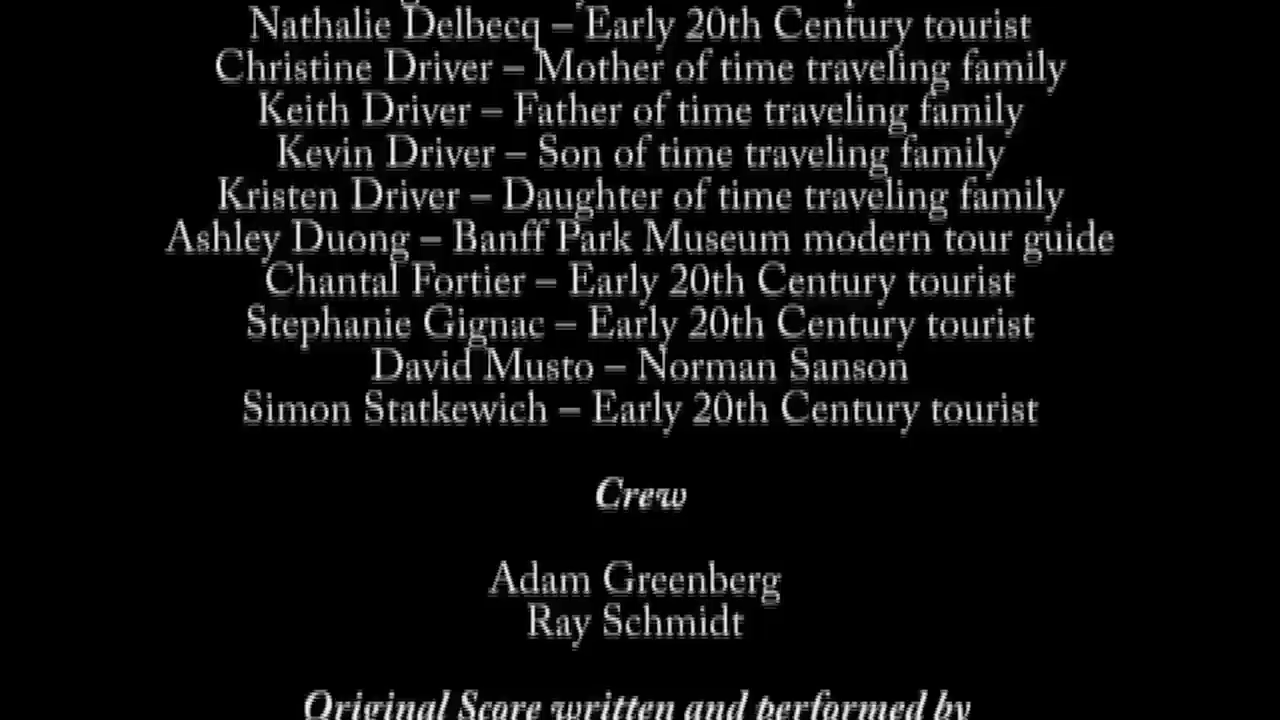 Nathalie Delbecq – Early 20th Century tourist
Christine Driver – Mother of time traveling family
Keith Driver – Father of time traveling family
Kevin Driver – Son of time traveling family
Kristen Driver – Daughter of time traveling family
Ashley Duong – Banff Park Museum modern tour guide
Chantal Fortier – Early 20th Century tourist
Stephanie Gignac – Early 20th Century tourist
David Musto – Norman Sanson
Simon Statkewich – Early 20th Century tourist
Crew
Adam Greenberg
Ray Schmidt
Original Score written and performed by